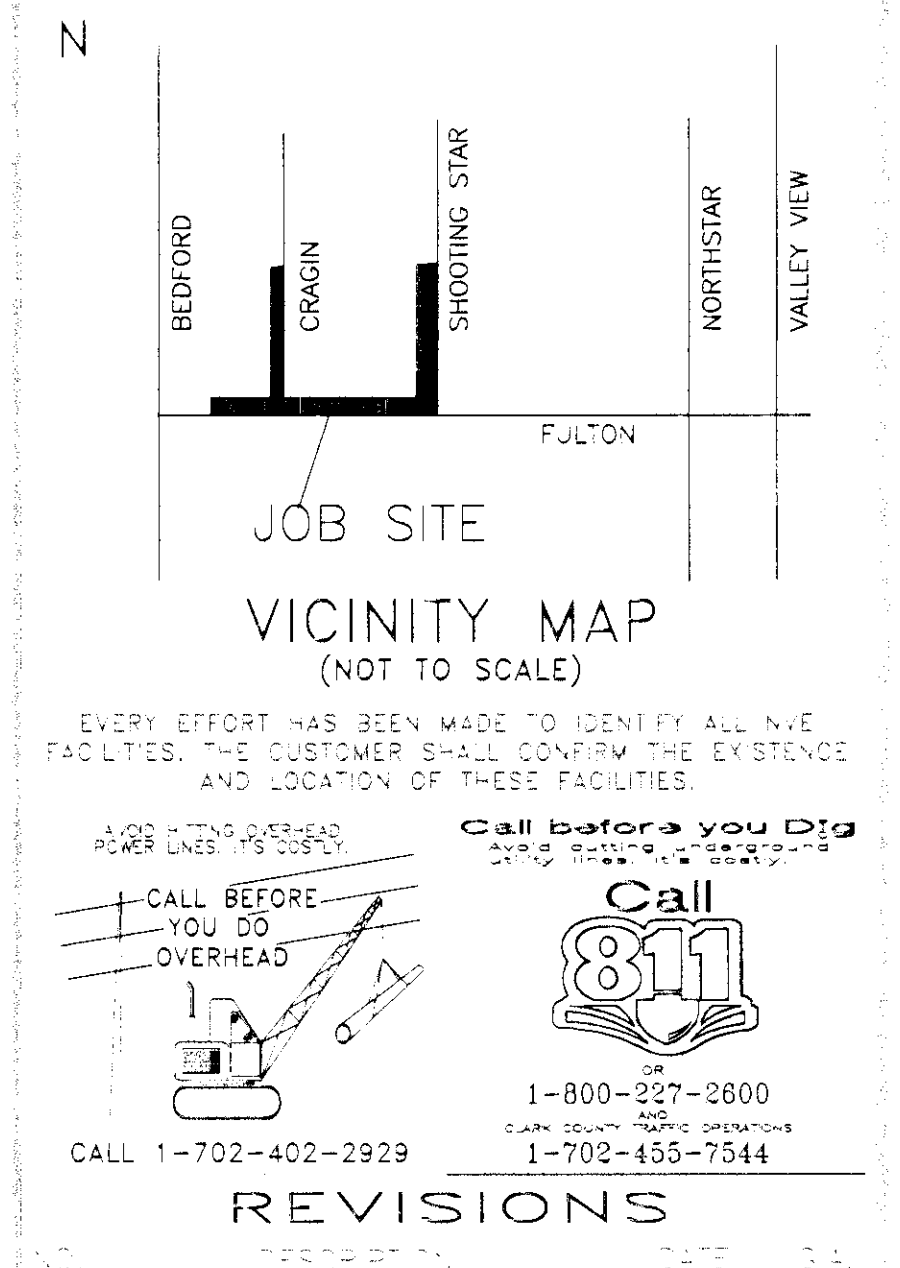 N
BEDFORD
CRAGIN
SHOOTING STAR
NORTHSTAR
VALLEY VIEW
FULTON
JOB SITE
VICINITY MAP
(NOT TO SCALE)
EVERY EFFORT HAS BEEN MADE TO IDENTIFY ALL NVE
FACILITIES. THE CUSTOMER SHALL CONFIRM THE EXISTENCE
AND LOCATION OF THESE FACILITIES.
AVOID HITTING OVERHEAD
POWER LINES. IT'S COSTLY.
CALL BEFORE
YOU DO
OVERHEAD
CALL 1-702-402-2929
Call before you Dig
Avoid cutting underground
utility lines. it's costly.
Call
811
OR
1-800-227-2600
AND
CLARK COUNTY TRAFFIC OPERATIONS
1-702-455-7544
REVISIONS
DATE